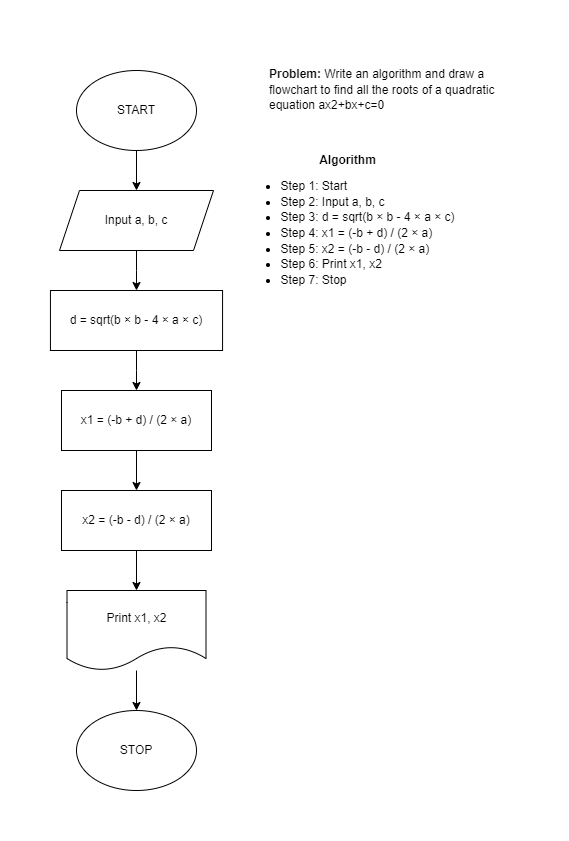 START
Input a, b, c
d = sqrt(b × b - 4 × a × c)
x1 = (-b + d) / (2 × a)
x2 = (-b - d) / (2 × a)
Print x1, x2
STOP
Problem: Write an algorithm and draw a
flowchart to find all the roots of a quadratic
equation ax2+bx+c=0
Algorithm
• Step 1: Start
• Step 2: Input a, b, c
• Step 3: d = sqrt(b × b - 4 × a × c)
• Step 4: x1 = (-b + d) / (2 × a)
• Step 5: x2 = (-b - d) / (2 × a)
• Step 6: Print x1, x2
• Step 7: Stop